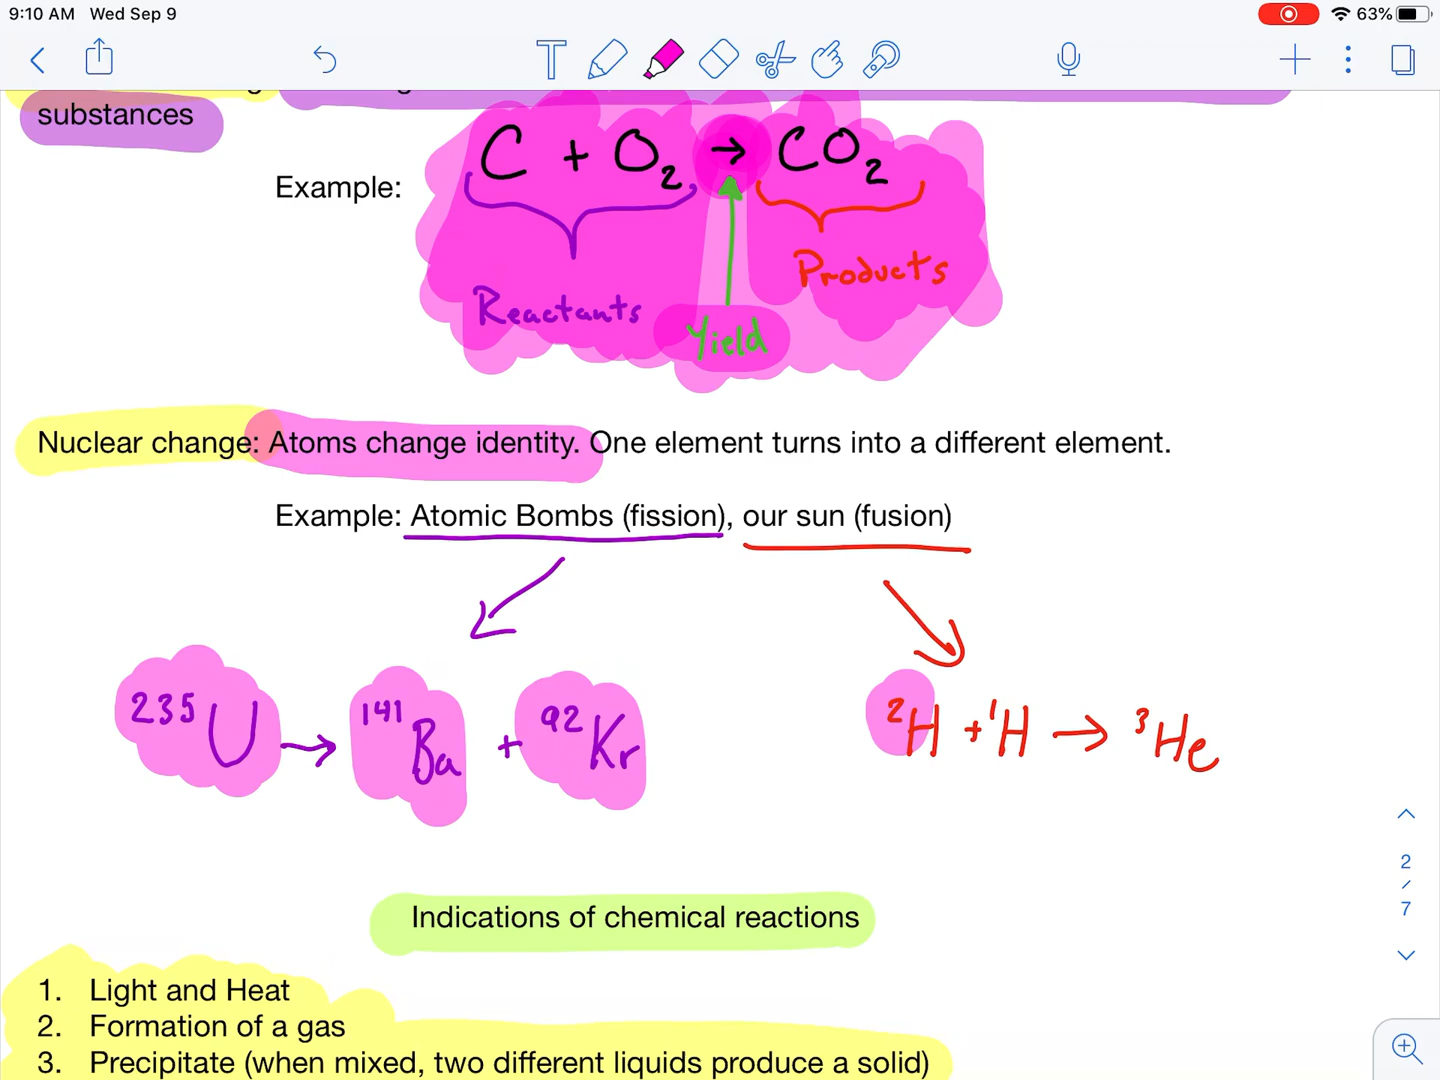 9:10 AM Wed Sep 9
63%
T
substances
Example:
C + O₂ → CO₂
Reactants
Yield
Products
Nuclear change: Atoms change identity. One element turns into a different element.
Example: Atomic Bombs (fission), our sun (fusion)
²³⁵U → ¹⁴¹Ba + ⁹²Kr
²H + ¹H → ³He
2/7
Indications of chemical reactions
1. Light and Heat
2. Formation of a gas
3. Precipitate (when mixed, two different liquids produce a solid)